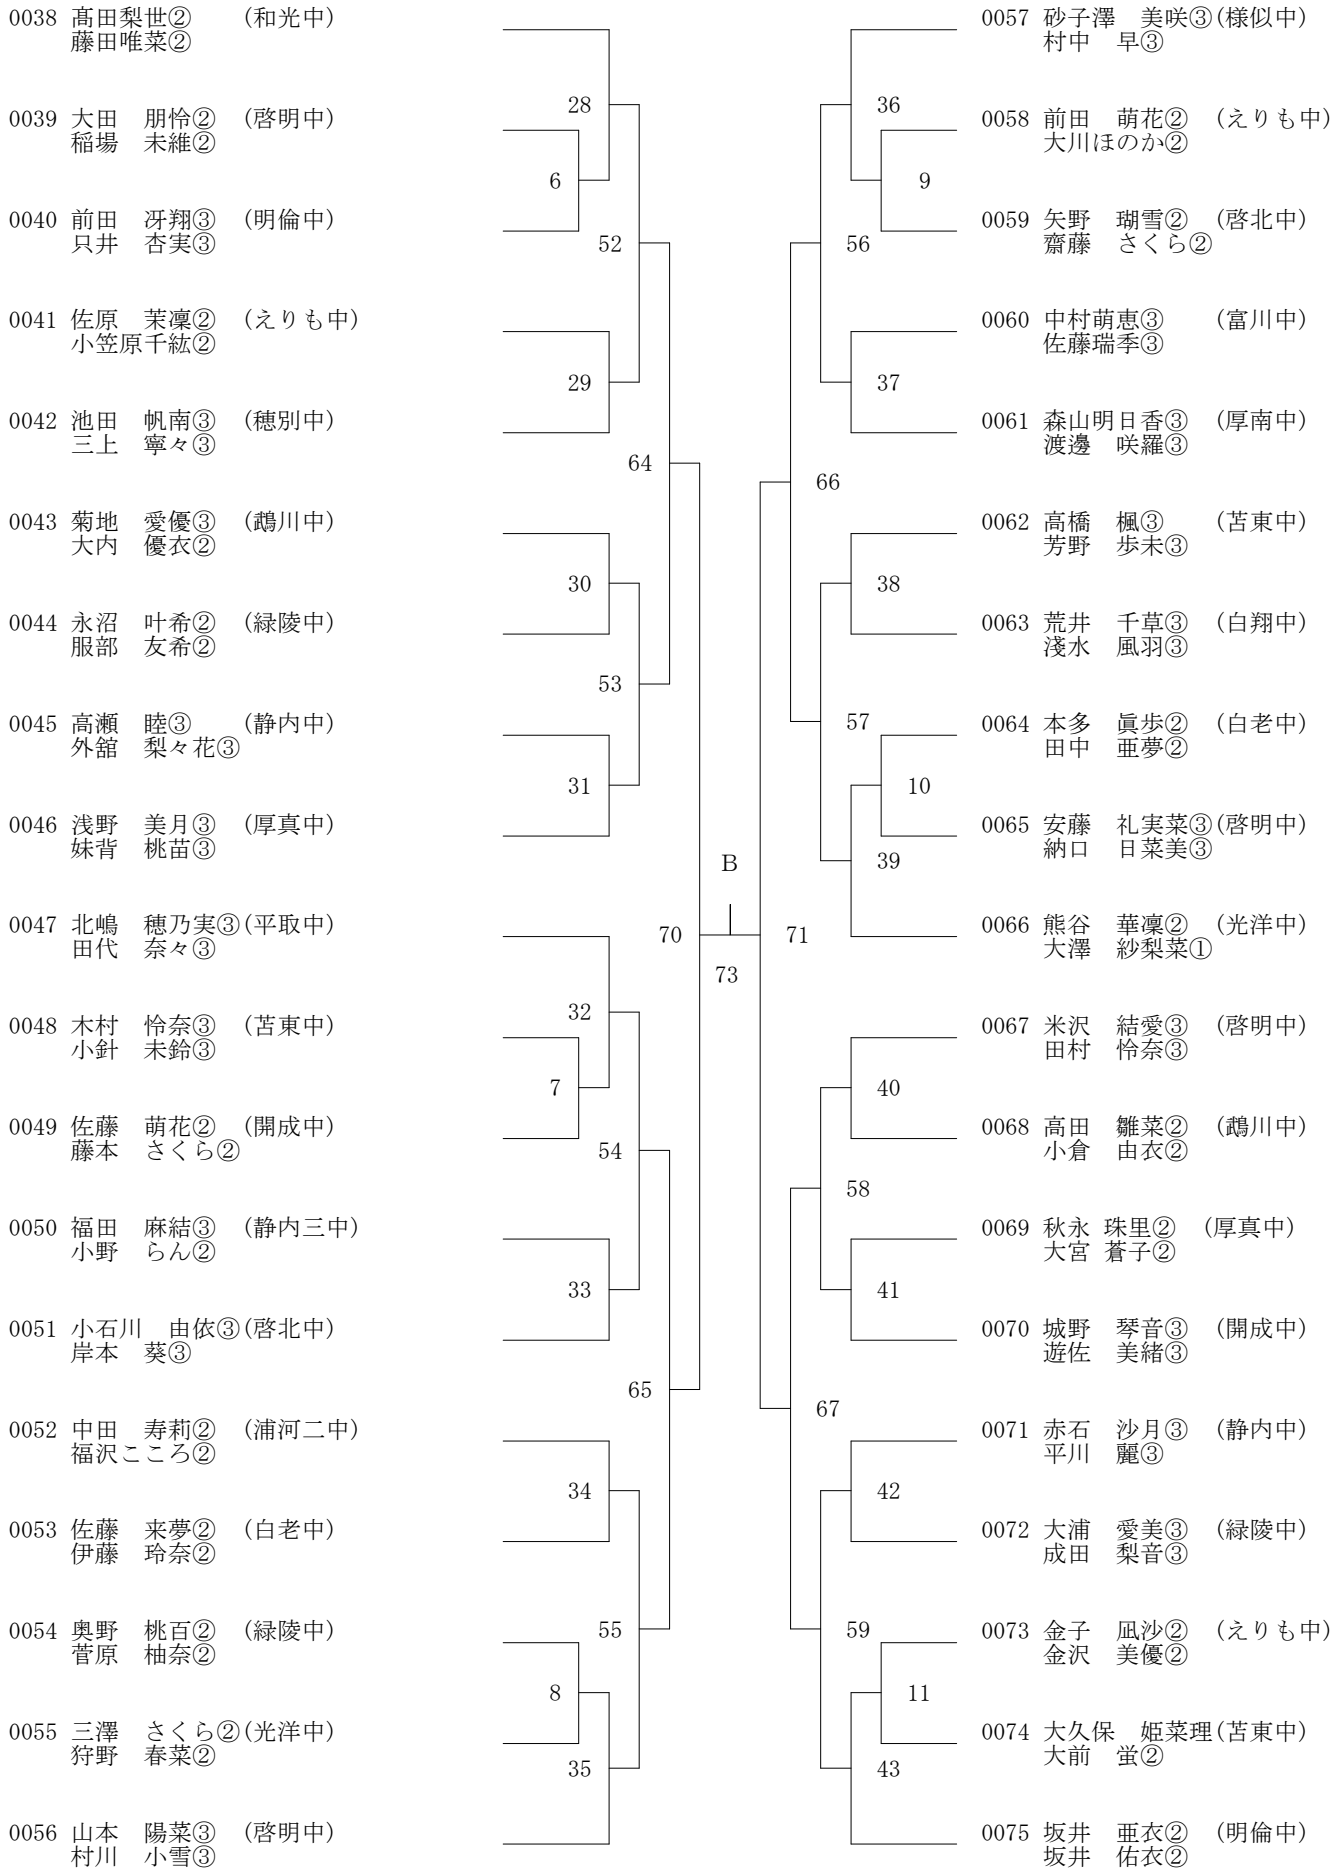 0038 髙田梨世② (和光中)
藤田唯菜②
0039 大田 朋怜② (啓明中)
稲場 未維②
0040 前田 冴翔③ (明倫中)
只井 杏実③
0041 佐原 茉凜② (えりも中)
小笠原千紘②
0042 池田 帆南③ (穂別中)
三上 寧々③
0043 菊地 愛優③ (鵡川中)
大内 優衣②
0044 永沼 叶希② (緑陵中)
服部 友希②
0045 高瀬 睦③ (静内中)
外舘 梨々花③
0046 浅野 美月③ (厚真中)
妹背 桃苗③
0047 北嶋 穂乃実③(平取中)
田代 奈々③
0048 木村 怜奈③ (苫東中)
小針 未鈴③
0049 佐藤 萌花② (開成中)
藤本 さくら②
0050 福田 麻結③ (静内三中)
小野 らん②
0051 小石川 由依③(啓北中)
岸本 葵③
0052 中田 寿莉② (浦河二中)
福沢こころ②
0053 佐藤 来夢② (白老中)
伊藤 玲奈②
0054 奥野 桃百② (緑陵中)
菅原 柚奈②
0055 三澤 さくら②(光洋中)
狩野 春菜②
0056 山本 陽菜③ (啓明中)
村川 小雪③
28
6
52
29
64
30
53
31
70
32
7
54
33
65
34
55
8
35
B
73
36
9
56
37
66
38
57
10
39
71
40
58
41
67
42
59
11
43
0057 砂子澤 美咲③(様似中)
村中 早③
0058 前田 萌花② (えりも中)
大川ほのか②
0059 矢野 瑚雪② (啓北中)
齋藤 さくら②
0060 中村萌恵③ (富川中)
佐藤瑞季③
0061 森山明日香③ (厚南中)
渡邊 咲羅③
0062 高橋 楓③ (苫東中)
芳野 歩未③
0063 荒井 千草③ (白翔中)
淺水 風羽③
0064 本多 眞歩② (白老中)
田中 亜夢②
0065 安藤 礼実菜③(啓明中)
納口 日菜美③
0066 熊谷 華凜② (光洋中)
大澤 紗梨菜①
0067 米沢 結愛③ (啓明中)
田村 怜奈③
0068 高田 雛菜② (鵡川中)
小倉 由衣②
0069 秋永 珠里② (厚真中)
大宮 蒼子②
0070 城野 琴音③ (開成中)
遊佐 美緒③
0071 赤石 沙月③ (静内中)
平川 麗③
0072 大浦 愛美③ (緑陵中)
成田 梨音③
0073 金子 凪沙② (えりも中)
金沢 美優②
0074 大久保 姫菜理(苫東中)
大前 蛍②
0075 坂井 亜衣② (明倫中)
坂井 佑衣②